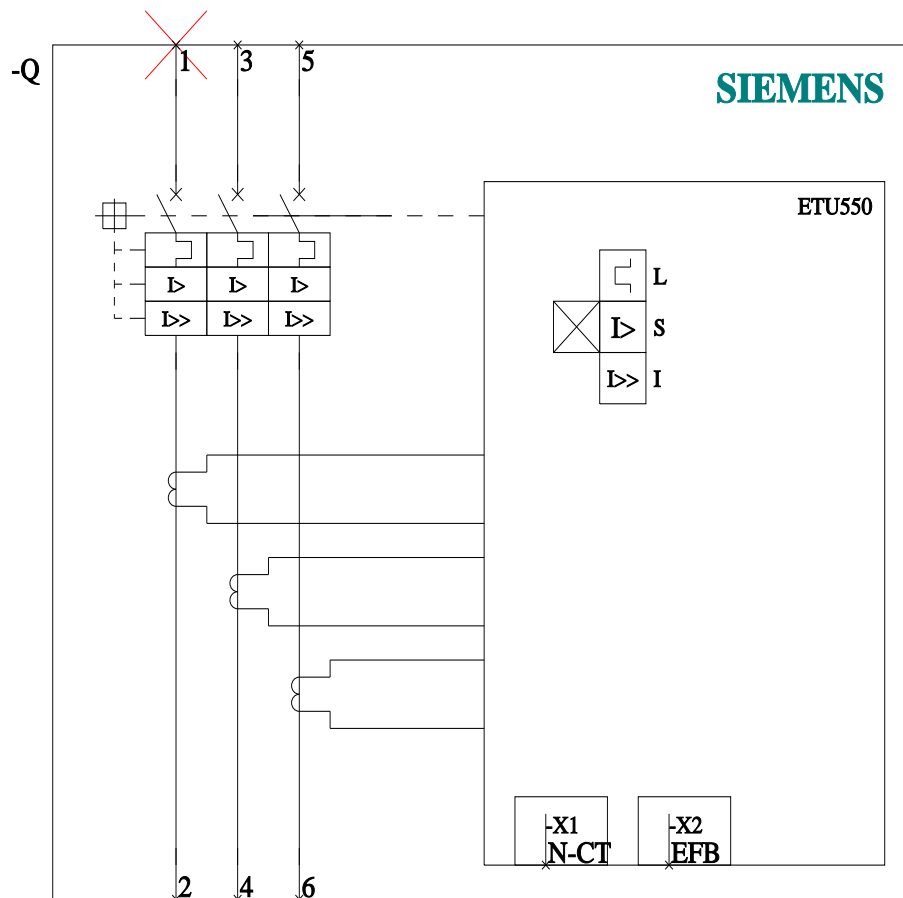 1 3 5
-Q
SIEMENS
ETU550
I> I> I>
I>> I>> I>>
L
I> S
I>> I
-X1 -X2
N-CT EFB
2 4 6